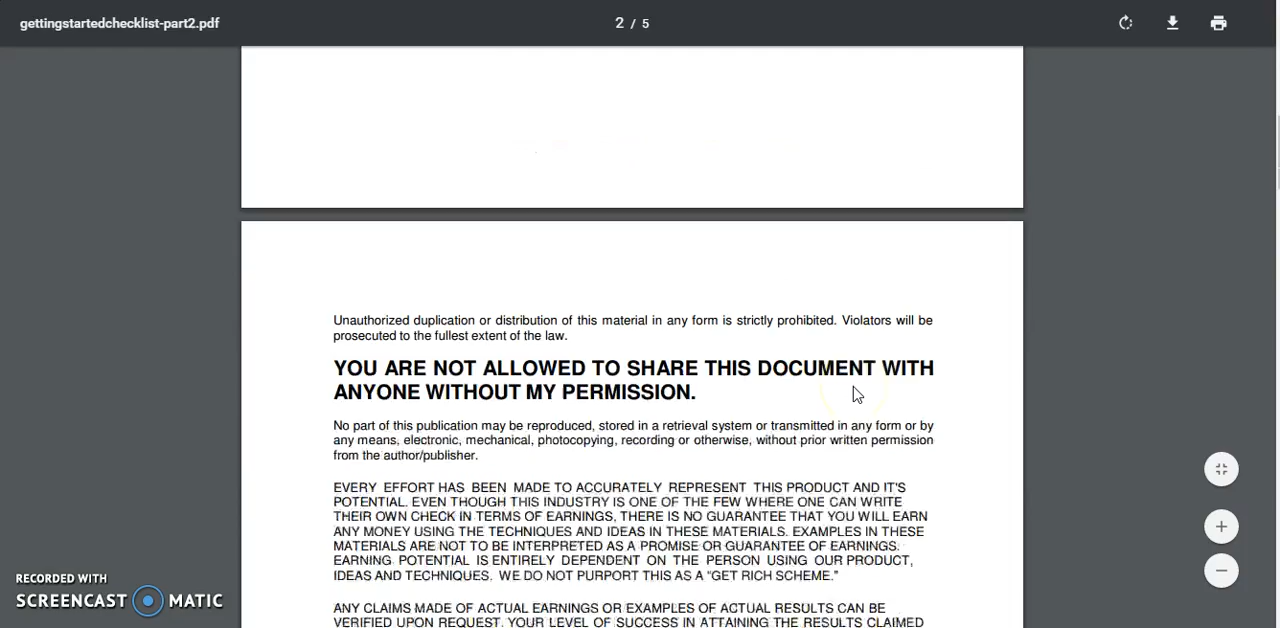 gettingstartedchecklist-part2.pdf
2 / 5
Unauthorized duplication or distribution of this material in any form is strictly prohibited. Violators will be
prosecuted to the fullest extent of the law.
YOU ARE NOT ALLOWED TO SHARE THIS DOCUMENT WITH
ANYONE WITHOUT MY PERMISSION.
No part of this publication may be reproduced, stored in a retrieval system or transmitted in any form or by
any means, electronic, mechanical, photocopying, recording or otherwise, without prior written permission
from the author/publisher.
EVERY EFFORT HAS BEEN MADE TO ACCURATELY REPRESENT THIS PRODUCT AND IT'S
POTENTIAL. EVEN THOUGH THIS INDUSTRY IS ONE OF THE FEW WHERE ONE CAN WRITE
THEIR OWN CHECK IN TERMS OF EARNINGS, THERE IS NO GUARANTEE THAT YOU WILL EARN
ANY MONEY USING THE TECHNIQUES AND IDEAS IN THESE MATERIALS. EXAMPLES IN THESE
MATERIALS ARE NOT TO BE INTERPRETED AS A PROMISE OR GUARANTEE OF EARNINGS.
EARNING POTENTIAL IS ENTIRELY DEPENDENT ON THE PERSON USING OUR PRODUCT,
IDEAS AND TECHNIQUES. WE DO NOT PURPORT THIS AS A “GET RICH SCHEME.”
ANY CLAIMS MADE OF ACTUAL EARNINGS OR EXAMPLES OF ACTUAL RESULTS CAN BE
VERIFIED UPON REQUEST. YOUR LEVEL OF SUCCESS IN ATTAINING THE RESULTS CLAIMED
RECORDED WITH
SCREENCAST MATIC